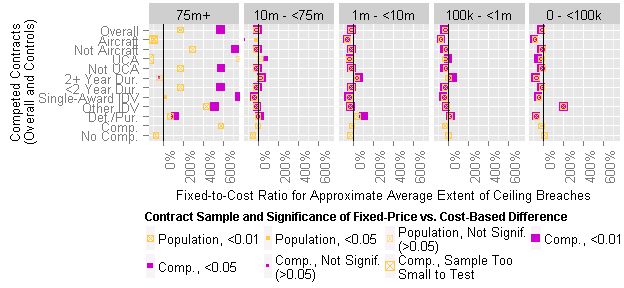 75m+ 10m - <75m 1m - <10m 100k - <1m 0 - <100k
Competed Contracts
(Overall and Controls)
Overall
Aircraft
Not Aircraft
UCA
Not UCA
2+ Year Dur.
<2 Year Dur.
Single-Award IDV
Other IDV
Def/Pur.
Comp.
No Comp.
0% 200% 400% 600% 0% 200% 400% 600% 0% 200% 400% 600% 0% 200% 400% 600% 0% 200% 400% 600%
Fixed-to-Cost Ratio for Approximate Average Extent of Ceiling Breaches
Contract Sample and Significance of Fixed-Price vs. Cost-Based Difference
Population, <0.01
Population, <0.05
Population, Not Signif.
(>0.05)
Comp., <0.01
Comp., <0.05
Comp., Not Signif.
(>0.05)
Comp., Sample Too
Small to Test